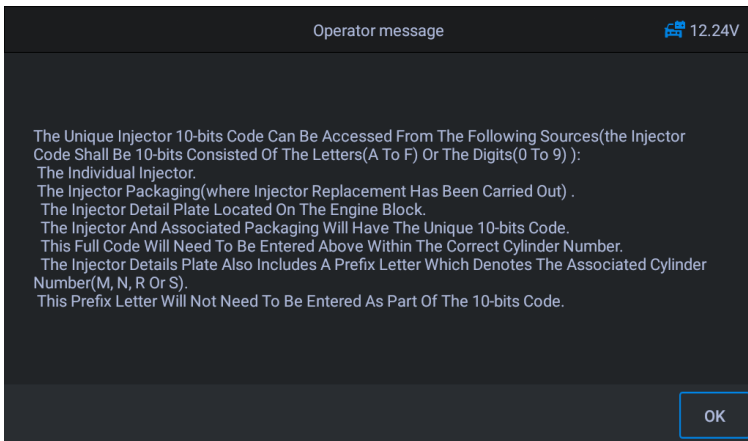 Operator message
12.24V
The Unique Injector 10-bits Code Can Be Accessed From The Following Sources(the Injector
Code Shall Be 10-bits Consisted Of The Letters(A To F) Or The Digits(0 To 9) ):
The Individual Injector.
The Injector Packaging(where Injector Replacement Has Been Carried Out) .
The Injector Detail Plate Located On The Engine Block.
The Injector And Associated Packaging Will Have The Unique 10-bits Code.
This Full Code Will Need To Be Entered Above Within The Correct Cylinder Number.
The Injector Details Plate Also Includes A Prefix Letter Which Denotes The Associated Cylinder
Number(M, N, R Or S).
This Prefix Letter Will Not Need To Be Entered As Part Of The 10-bits Code.
OK